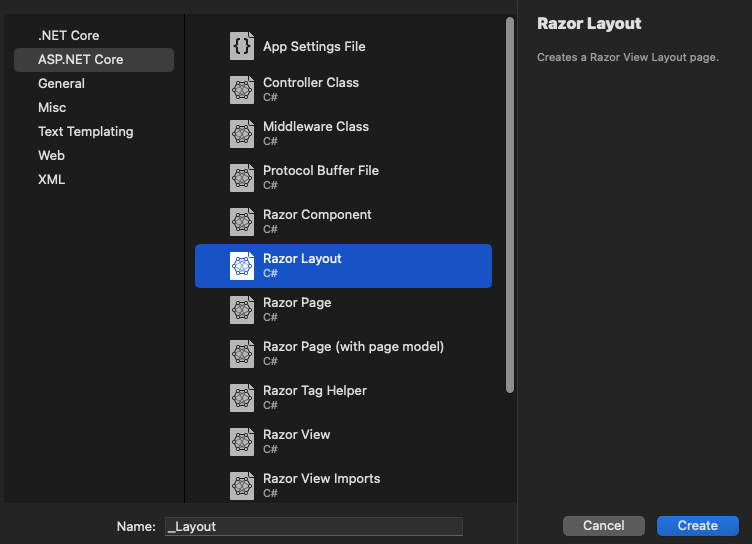 .NET Core
ASP.NET Core
General
Misc
Text Templating
Web
XML
App Settings File
Controller Class
C#
Middleware Class
C#
Protocol Buffer File
C#
Razor Component
C#
Razor Layout
C#
Razor Page
C#
Razor Page (with page model)
C#
Razor Tag Helper
C#
Razor View
C#
Razor View Imports
C#
Razor Layout
Creates a Razor View Layout page.
Name: _Layout
Cancel Create